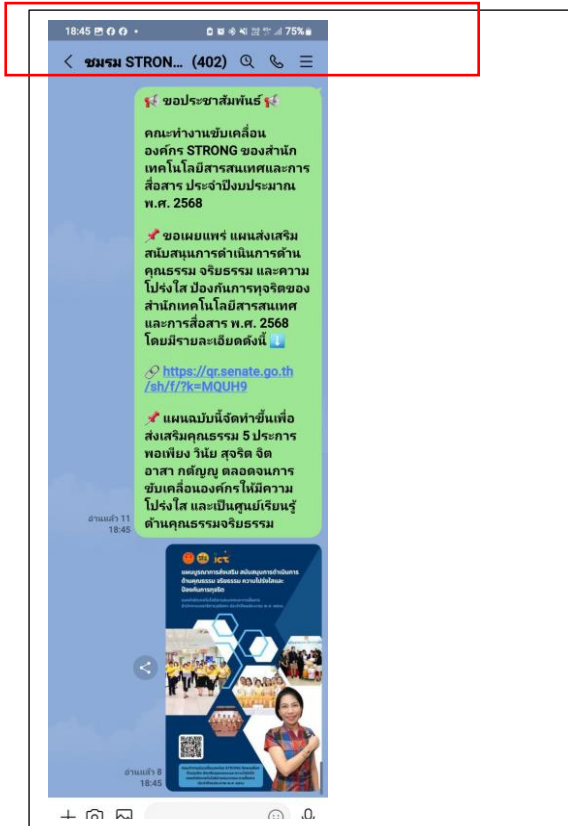 18:45
75%
ชมรม STRON... (402)
📢 ขอประชาสัมพันธ์ 📢
คณะทำงานขับเคลื่อน
องค์กร STRONG ของสำนัก
เทคโนโลยีสารสนเทศและการ
สื่อสาร ประจำปีงบประมาณ
พ.ศ. 2568
📌 ขอเผยแพร่ แผนส่งเสริม
สนับสนุนการดำเนินการด้าน
คุณธรรม จริยธรรม และความ
โปร่งใส ป้องกันการทุจริตของ
สำนักเทคโนโลยีสารสนเทศ
และการสื่อสาร พ.ศ. 2568
โดยมีรายละเอียดดังนี้ ⬇️
🔗 https://qr.senate.go.th
/sh/f/?k=MQUH9
📌 แผนฉบับนี้จัดทำขึ้นเพื่อ
ส่งเสริมคุณธรรม 5 ประการ
พอเพียง วินัย สุจริต จิต
อาสา กตัญญู ตลอดจนการ
ขับเคลื่อนองค์กรให้มีความ
โปร่งใส และเป็นศูนย์เรียนรู้
ด้านคุณธรรมจริยธรรม
อ่านแล้ว 11
18:45
ICT
แผนบูรณาการส่งเสริม สนับสนุนการดำเนินการ
ด้านคุณธรรม จริยธรรม ความโปร่งใสและ
ป้องกันการทุจริต
อ่านแล้ว 8
18:45